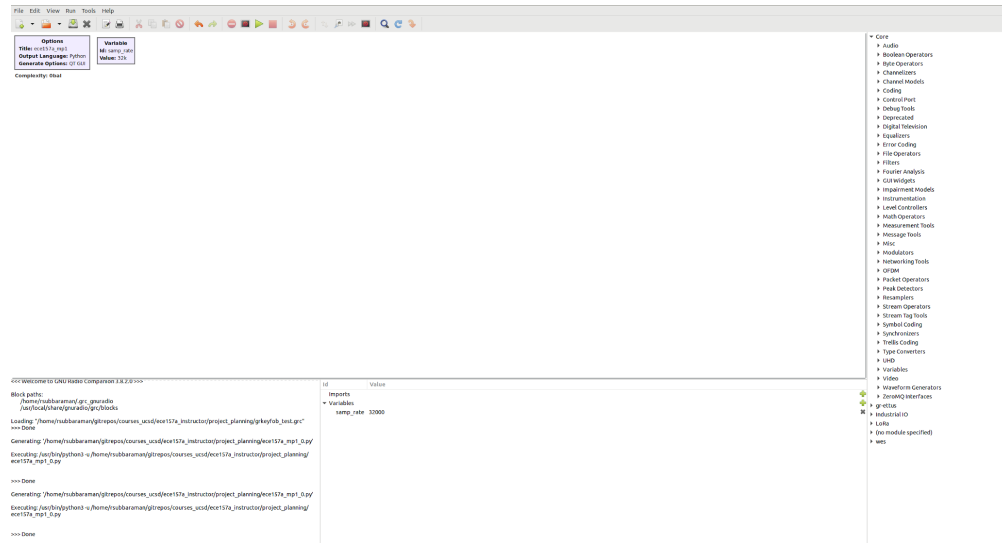 File Edit View Run Tools Help
Options
Title: ece157a_mp1
Output Language: Python
Generate Options: QT GUI
Variable
Id: samp_rate
Value: 32k
Complexity: 0bal
Core
Audio
Boolean Operators
Byte Operators
Channelizers
Channel Models
Coding
Control Port
Debug Tools
Deprecated
Digital Television
Equalizers
Error Coding
File Operators
Filters
Fourier Analysis
GUI Widgets
Impairment Models
Instrumentation
Level Controllers
Math Operators
Measurement Tools
Message Tools
Misc
Modulators
Networking Tools
OFDM
Packet Operators
Peak Detectors
Resamplers
Stream Operators
Stream Tag Tools
Symbol Coding
Synchronizers
Trellis Coding
Type Converters
UHD
Variables
Video
Waveform Generators
ZeroMQ Interfaces
gr-ettus
Industrial IO
LoRa
(no module specified)
wes
<<< Welcome to GNU Radio Companion 3.8.2.0 >>>
Block paths:
/home/rsubbaraman/.grc_gnuradio
/usr/local/share/gnuradio/grc/blocks
Loading: "/home/rsubbaraman/gitrepos/courses_ucsd/ece157a_instructor/project_planning/grkeyfob_test.grc"
>>> Done
Generating: '/home/rsubbaraman/gitrepos/courses_ucsd/ece157a_instructor/project_planning/ece157a_mp1_0.py'
Executing: /usr/bin/python3 -u /home/rsubbaraman/gitrepos/courses_ucsd/ece157a_instructor/project_planning/
ece157a_mp1_0.py
>>> Done
Generating: '/home/rsubbaraman/gitrepos/courses_ucsd/ece157a_instructor/project_planning/ece157a_mp1_0.py'
Executing: /usr/bin/python3 -u /home/rsubbaraman/gitrepos/courses_ucsd/ece157a_instructor/project_planning/
ece157a_mp1_0.py
>>> Done
Id Value
Imports
Variables
samp_rate 32000